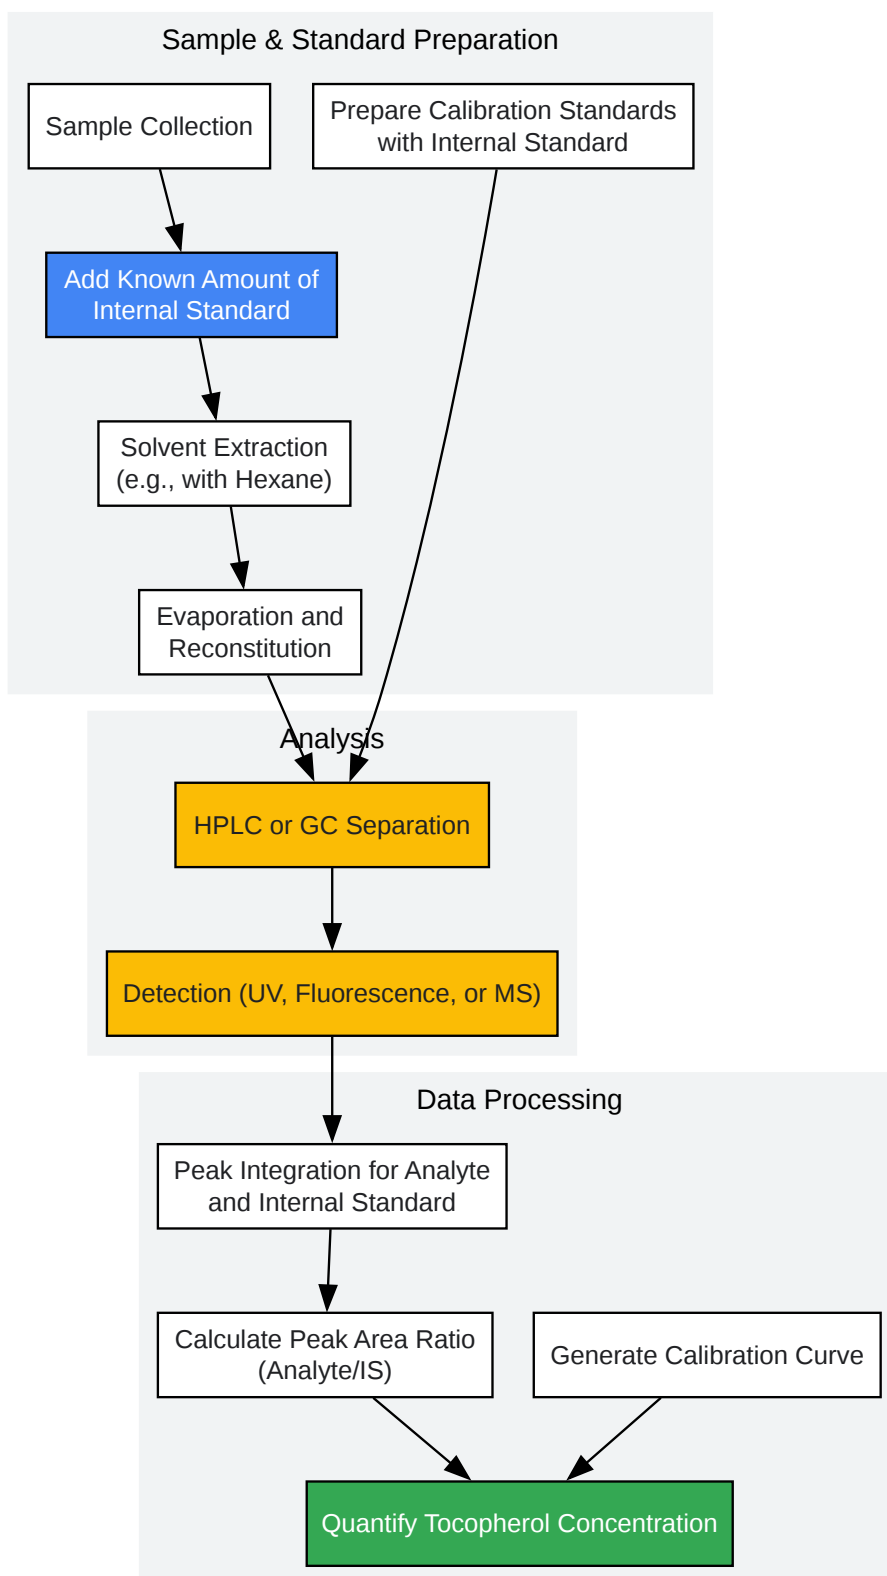 Sample & Standard Preparation
Sample Collection
Prepare Calibration Standards
with Internal Standard
Add Known Amount of
Internal Standard
Solvent Extraction
(e.g., with Hexane)
Evaporation and
Reconstitution
Analysis
HPLC or GC Separation
Detection (UV, Fluorescence, or MS)
Data Processing
Peak Integration for Analyte
and Internal Standard
Calculate Peak Area Ratio
(Analyte/IS)
Generate Calibration Curve
Quantify Tocopherol Concentration